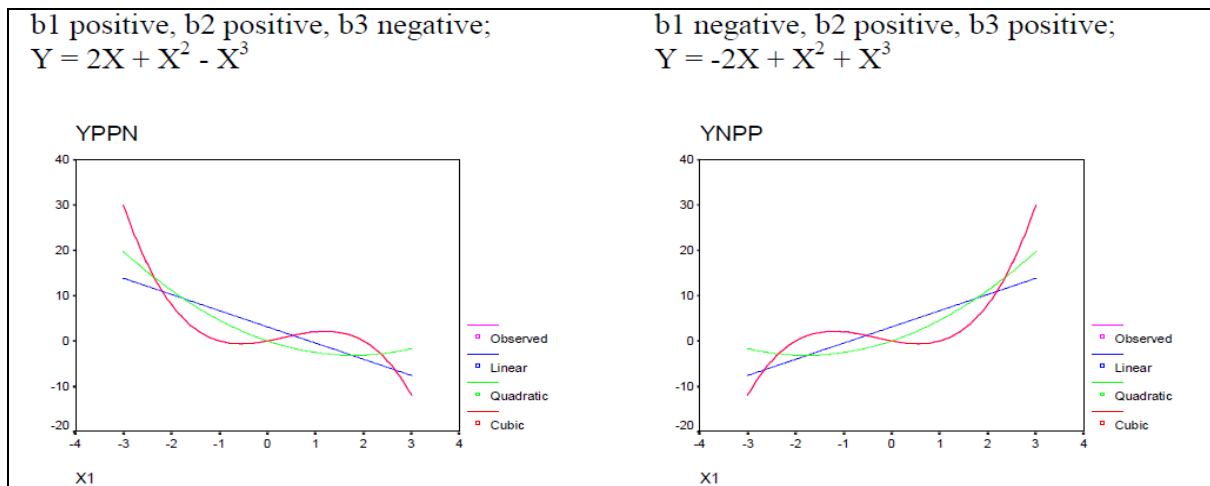 b1 positive, b2 positive, b3 negative;
Y = 2X + X² - X³
YPPN
40
30
20
10
0
-10
-20
-4 -3 -2 -1 0 1 2 3 4
X1
Observed
Linear
Quadratic
Cubic
b1 negative, b2 positive, b3 positive;
Y = -2X + X² + X³
YNPP
40
30
20
10
0
-10
-20
-4 -3 -2 -1 0 1 2 3 4
X1
Observed
Linear
Quadratic
Cubic